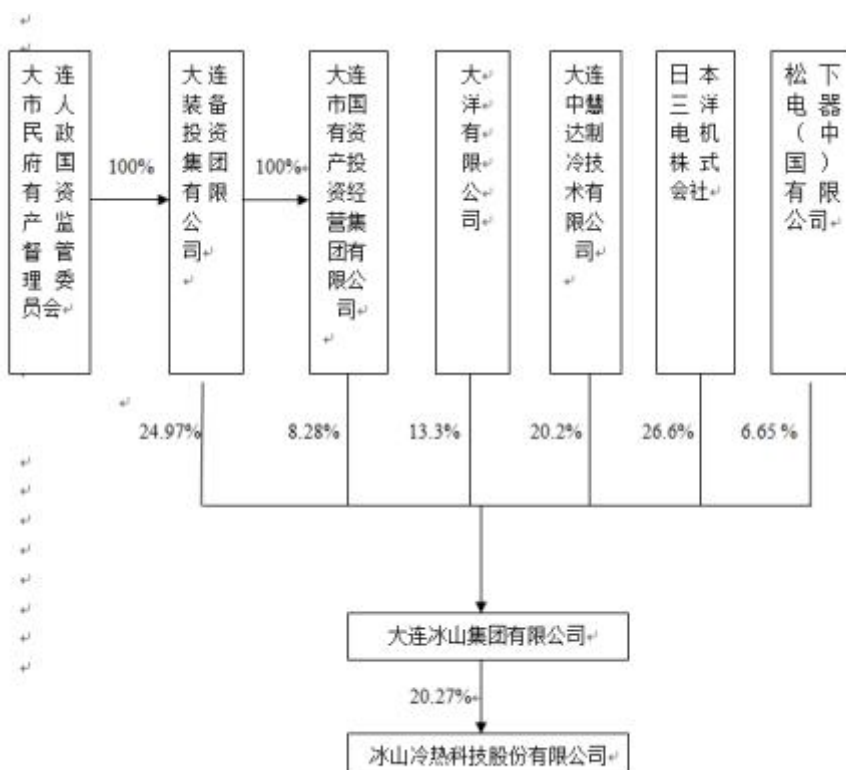 大连
市人
民政
府国
有资
产监
督管
理委
员会
100%
大连
装备
投资
集团
有限
公
司
100%
大连
市国
有资
产投
资经
营集
团有
限公
司
大
洋
有
限
公
司
大连
中慧
达制
冷技
术有
限公
司
日本
三洋
电机
株式
会社
松下
电器
（中
国）
有限
公司
24.97%
8.28%
13.3%
20.2%
26.6%
6.65 %
大连冰山集团有限公司
20.27%
冰山冷热科技股份有限公司